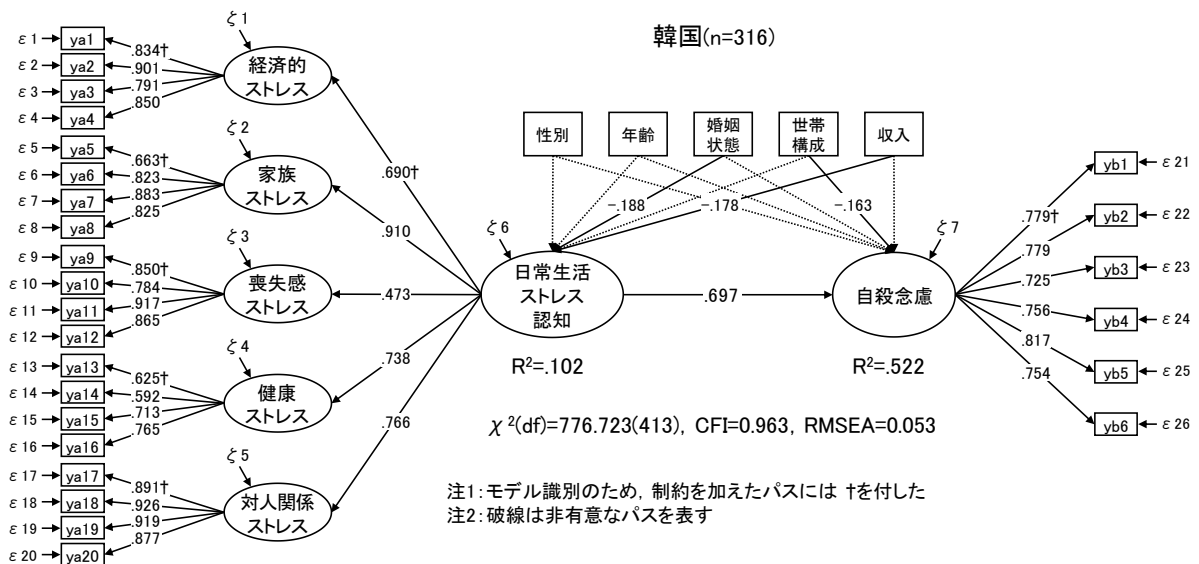 韓国(n=316)
ζ1
ε1
ya1
.834†
ε2
ya2
.901
ε3
ya3
.791
ε4
ya4
.850
経済的
ストレス
ζ2
ε5
ya5
.663†
ε6
ya6
.823
ε7
ya7
.883
ε8
ya8
.825
家族
ストレス
ζ3
ε9
ya9
.850†
ε10
ya10
.784
ε11
ya11
.917
ε12
ya12
.865
喪失感
ストレス
ζ4
ε13
ya13
.625†
ε14
ya14
.592
ε15
ya15
.713
ε16
ya16
.765
健康
ストレス
ζ5
ε17
ya17
.891†
ε18
ya18
.926
ε19
ya19
.919
ε20
ya20
.877
対人関係
ストレス
.690†
.910
.473
.738
.766
性別
年齢
婚姻
状態
世帯
構成
収入
-.188
-.178
-.163
ζ6
日常生活
ストレス
認知
R²=.102
.697
ζ7
自殺念慮
R²=.522
.779†
yb1
ε21
.779
yb2
ε22
.725
yb3
ε23
.756
yb4
ε24
.817
yb5
ε25
.754
yb6
ε26
χ²(df)=776.723(413), CFI=0.963, RMSEA=0.053
注1:モデル識別のため, 制約を加えたパスには †を付した
注2:破線は非有意なパスを表す